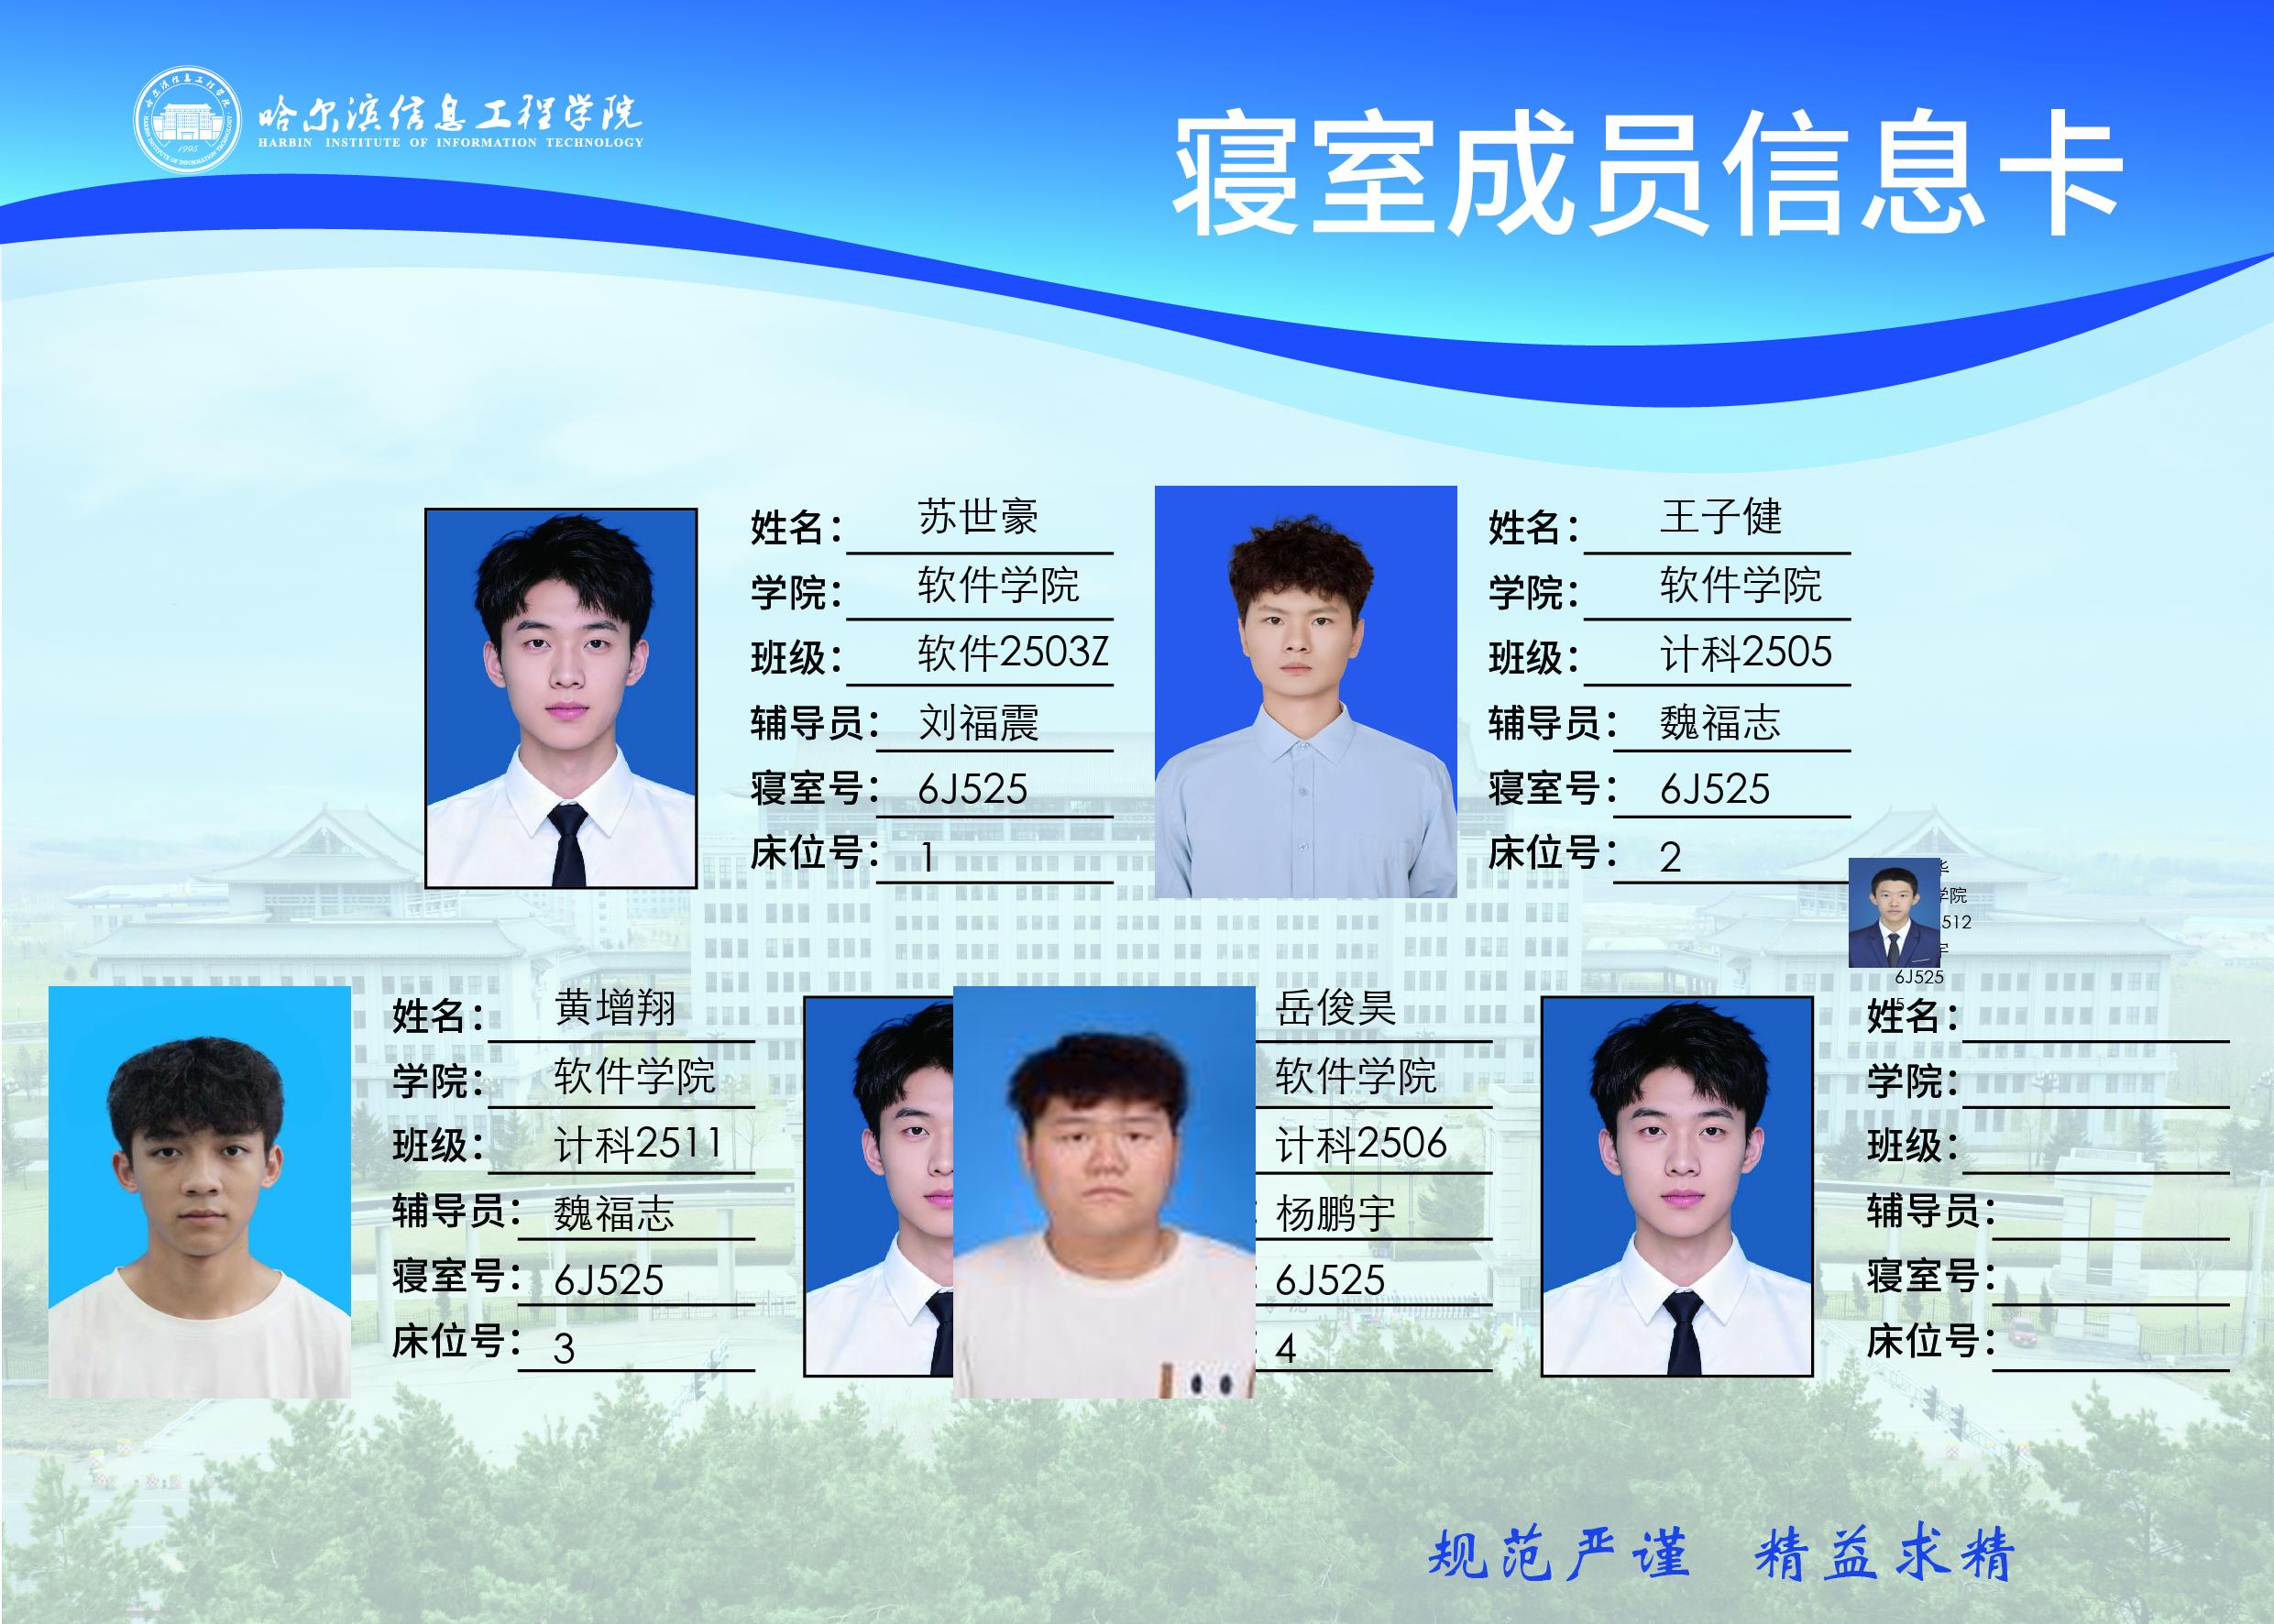 哈尔滨信息工程学院
HARBIN INSTITUTE OF INFORMATION TECHNOLOGY
1995
寝室成员信息卡
姓名： 苏世豪
学院： 软件学院
班级： 软件2503Z
辅导员： 刘福震
寝室号： 6J525
床位号： 1
姓名： 王子健
学院： 软件学院
班级： 计科2505
辅导员： 魏福志
寝室号： 6J525
床位号： 2
学院
512
6J525
5
姓名： 黄增翔
学院： 软件学院
班级： 计科2511
辅导员： 魏福志
寝室号： 6J525
床位号： 3
岳俊昊
软件学院
计科2506
杨鹏宇
6J525
4
姓名：
学院：
班级：
辅导员：
寝室号：
床位号：
规范严谨 精益求精